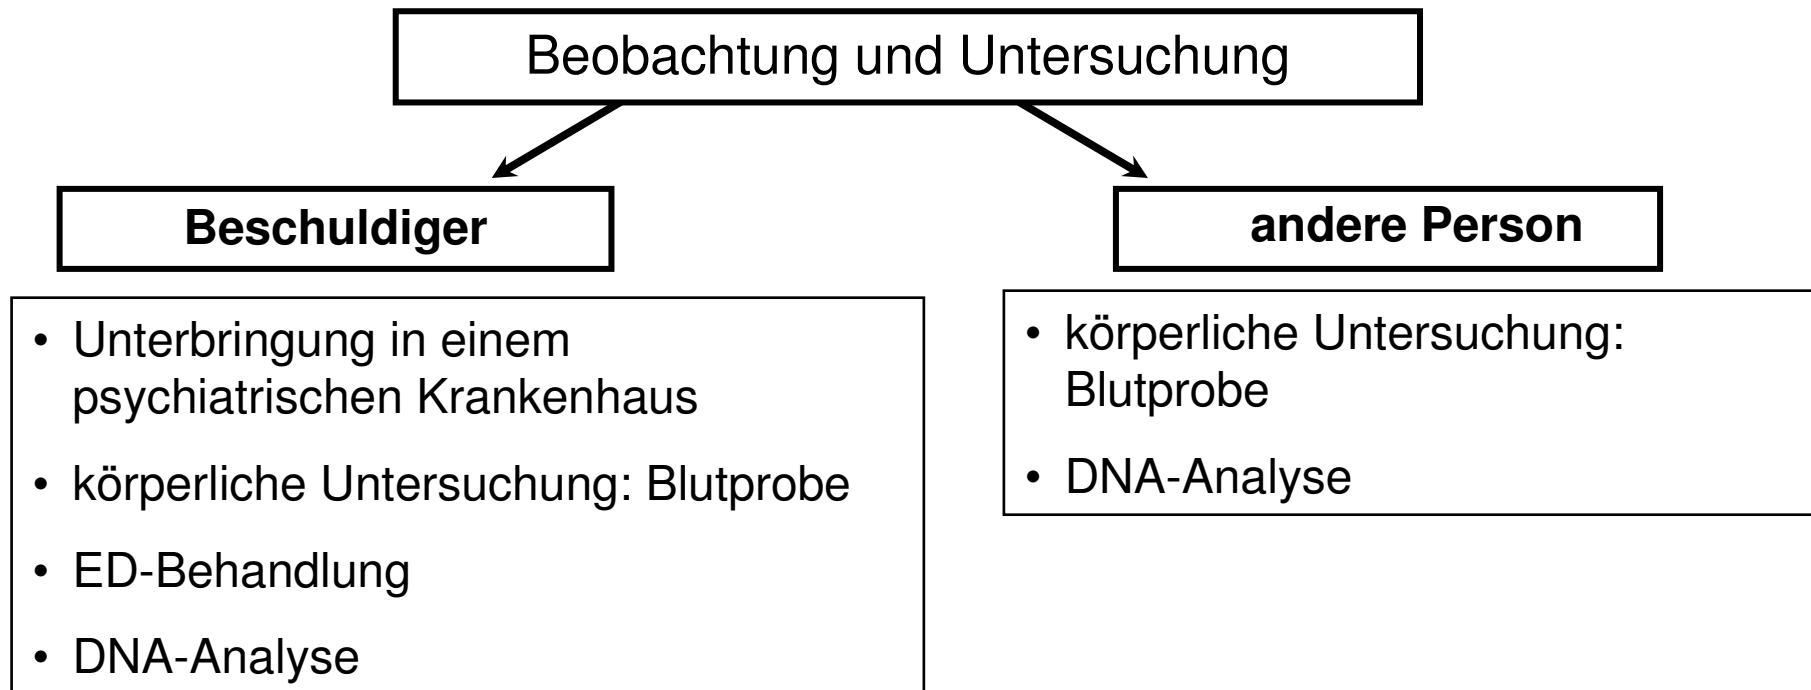 Beobachtung und Untersuchung
Beschuldiger
andere Person
• Unterbringung in einem
psychiatrischen Krankenhaus
• körperliche Untersuchung: Blutprobe
• ED-Behandlung
• DNA-Analyse
• körperliche Untersuchung:
Blutprobe
• DNA-Analyse